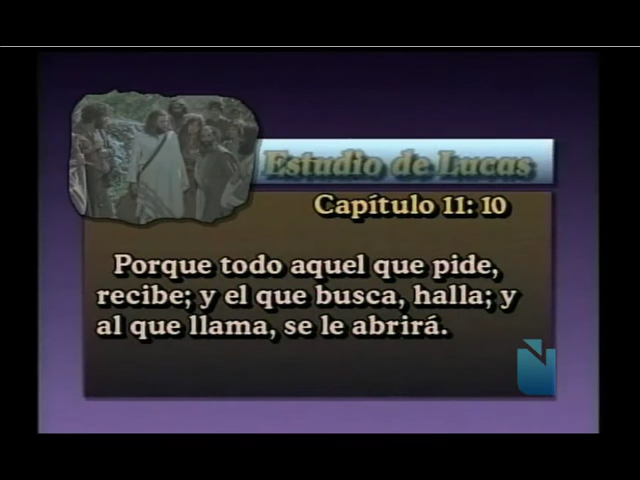 Estudio de Lucas
Capítulo 11: 10
Porque todo aquel que pide,
recibe; y el que busca, halla; y
al que llama, se le abrirá.